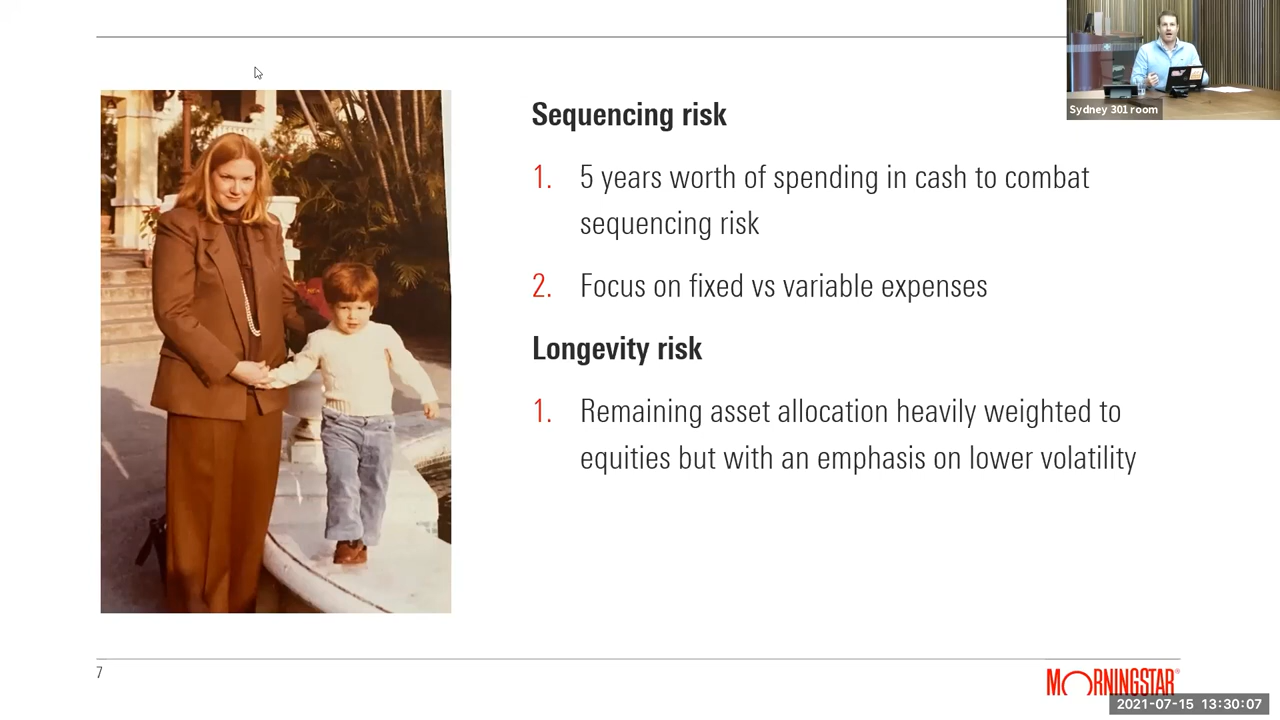 Sydney 301 room
Sequencing risk
1. 5 years worth of spending in cash to combat
sequencing risk
2. Focus on fixed vs variable expenses
Longevity risk
1. Remaining asset allocation heavily weighted to
equities but with an emphasis on lower volatility
7
MORNINGSTAR®
2021-07-15 13:30:07